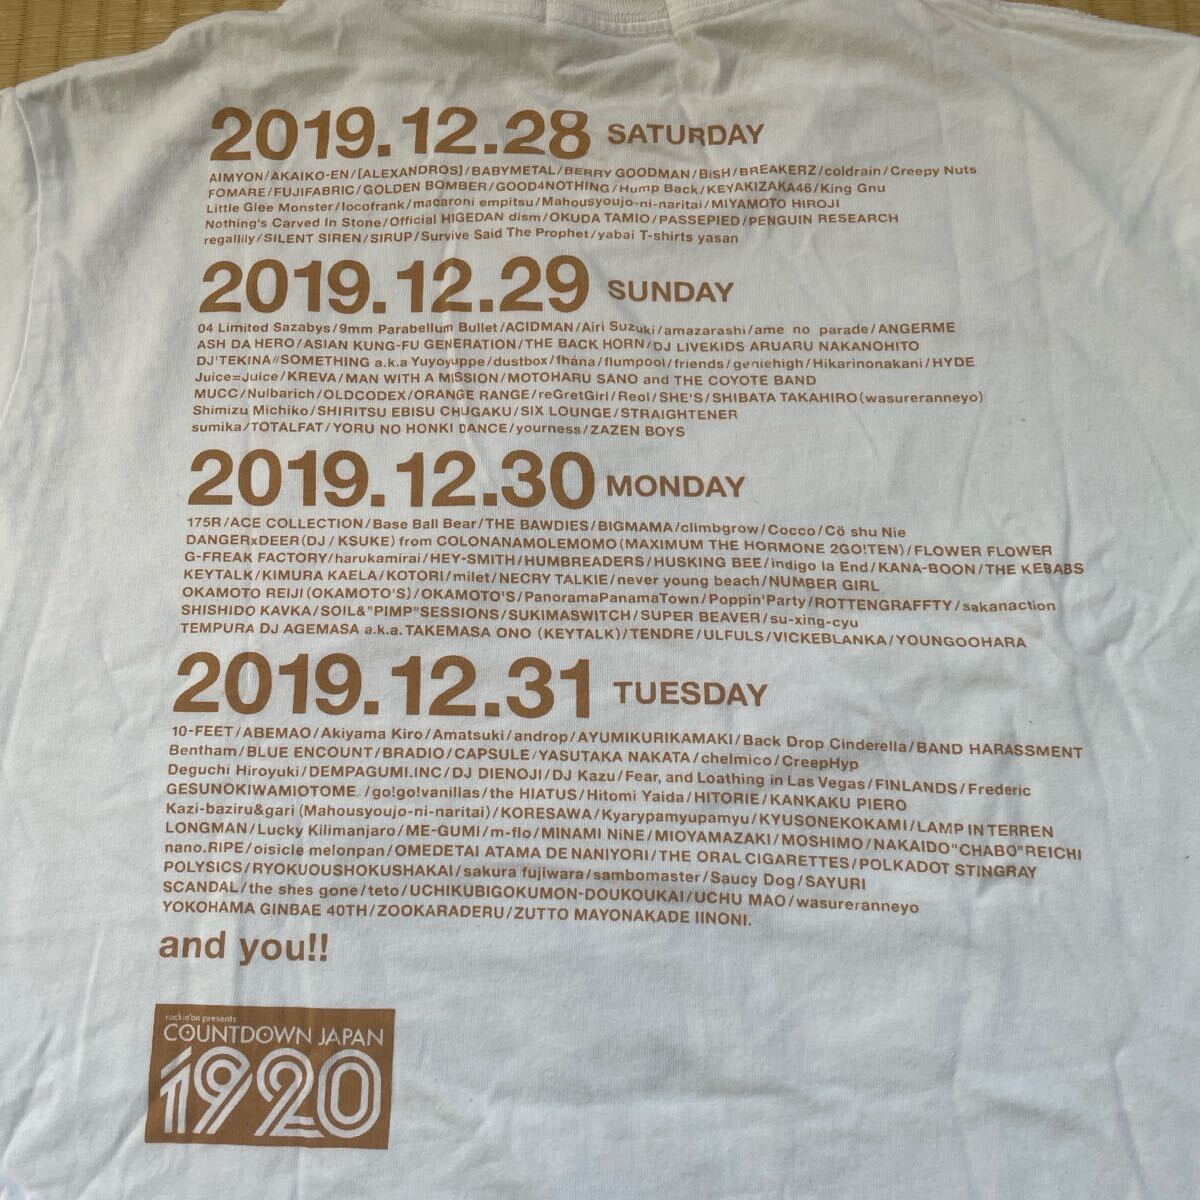 2019.12.28 SATURDAY
AIMYON/AKAIKO-EN/[ALEXANDROS]/BABYMETAL/BERRY GOODMAN/BiSH/BREAKERZ/coldrain/Creepy Nuts
FOMARE/FUJIFABRIC/GOLDEN BOMBER/GOOD4NOTHING/Hump Back/KEYAKIZAKA46/King Gnu
Little Glee Monster/locofrank/macaroni empitsu/Mahousyoujo-ni-naritai/MIYAMOTO HIROJI
Nothing's Carved In Stone/Official HIGEDAN dism/OKUDA TAMIO/PASSEPIED/PENGUIN RESEARCH
regallily/SILENT SIREN/SIRUP/Survive Said The Prophet/yabai T-shirts yasan
2019.12.29 SUNDAY
04 Limited Sazabys/9mm Parabellum Bullet/ACIDMAN/Airi Suzuki/amazarashi/ame no parade/ANGERME
ASH DA HERO/ASIAN KUNG-FU GENERATION/THE BACK HORN/DJ LIVEKIDS ARUARU NAKANOHITO
DJ'TEKINA//SOMETHING a.k.a Yuyoyuppe/dustbox/fhána/flumpool/friends/geniehigh/Hikarinonakani/HYDE
Juice=Juice/KREVA/MAN WITH A MISSION/MOTOHARU SANO and THE COYOTE BAND
MUCC/Nulbarich/OLDCODEX/ORANGE RANGE/reGretGirl/Reol/SHE'S/SHIBATA TAKAHIRO(wasureranneyo)
Shimizu Michiko/SHIRITSU EBISU CHUGAKU/SIX LOUNGE/STRAIGHTENER
sumika/TOTALFAT/YORU NO HONKI DANCE/yourness/ZAZEN BOYS
2019.12.30 MONDAY
175R/ACE COLLECTION/Base Ball Bear/THE BAWDIES/BIGMAMA/climbgrow/Cocco/Cö shu Nie
DANGER×DEER(DJ / KSUKE) from COLONANAMOLEMOMO(MAXIMUM THE HORMONE 2GO!TEN)/FLOWER FLOWER
G-FREAK FACTORY/harukamirai/HEY-SMITH/HUMBREADERS/HUSKING BEE/indigo la End/KANA-BOON/THE KEBABS
KEYTALK/KIMURA KAELA/KOTORI/milet/NECRY TALKIE/never young beach/NUMBER GIRL
OKAMOTO REIJI(OKAMOTO'S)/OKAMOTO'S/PanoramaPanamaTown/Poppin'Party/ROTTENGRAFFTY/sakanaction
SHISHIDO KAVKA/SOIL&"PIMP"SESSIONS/SUKIMASWITCH/SUPER BEAVER/su-xing-cyu
TEMPURA DJ AGEMASA a.k.a.TAKEMASA ONO (KEYTALK)/TENDRE/ULFULS/VICKEBLANKA/YOUNGOOHARA
2019.12.31 TUESDAY
10-FEET/ABEMAO/Akiyama Kiro/Amatsuki/androp/AYUMIKURIKAMAKI/Back Drop Cinderella/BAND HARASSMENT
Bentham/BLUE ENCOUNT/BRADIO/CAPSULE/YASUTAKA NAKATA/chelmico/CreepHyp
Deguchi Hiroyuki/DEMPAGUMI.INC/DJ DIENOJI/DJ Kazu/Fear, and Loathing in Las Vegas/FINLANDS/Frederic
GESUNOKIWAMIOTOME./go!go!vanillas/the HIATUS/Hitomi Yaida/HITORIE/KANKAKU PIERO
Kazi-baziru&gari (Mahousyoujo-ni-naritai)/KORESAWA/Kyarypamyupamyu/KYUSONEKOKAMI/LAMP IN TERREN
LONGMAN/Lucky Kilimanjaro/ME-GUMI/m-flo/MINAMI NiNE/MIOYAMAZAKI/MOSHIMO/NAKAIDO"CHABO"REICHI
nano.RIPE/oisicle melonpan/OMEDETAI ATAMA DE NANIYORI/THE ORAL CIGARETTES/POLKADOT STINGRAY
POLYSICS/RYOKUOUSHOKUSHAKAI/sakura fujiwara/sambomaster/Saucy Dog/SAYURI
SCANDAL/the shes gone/teto/UCHIKUBIGOKUMON-DOUKOUKAI/UCHU MAO/wasureranneyo
YOKOHAMA GINBAE 40TH/ZOOKARADERU/ZUTTO MAYONAKADE IINONI.
and you!!
rockin'on presents
COUNTDOWN JAPAN
1920